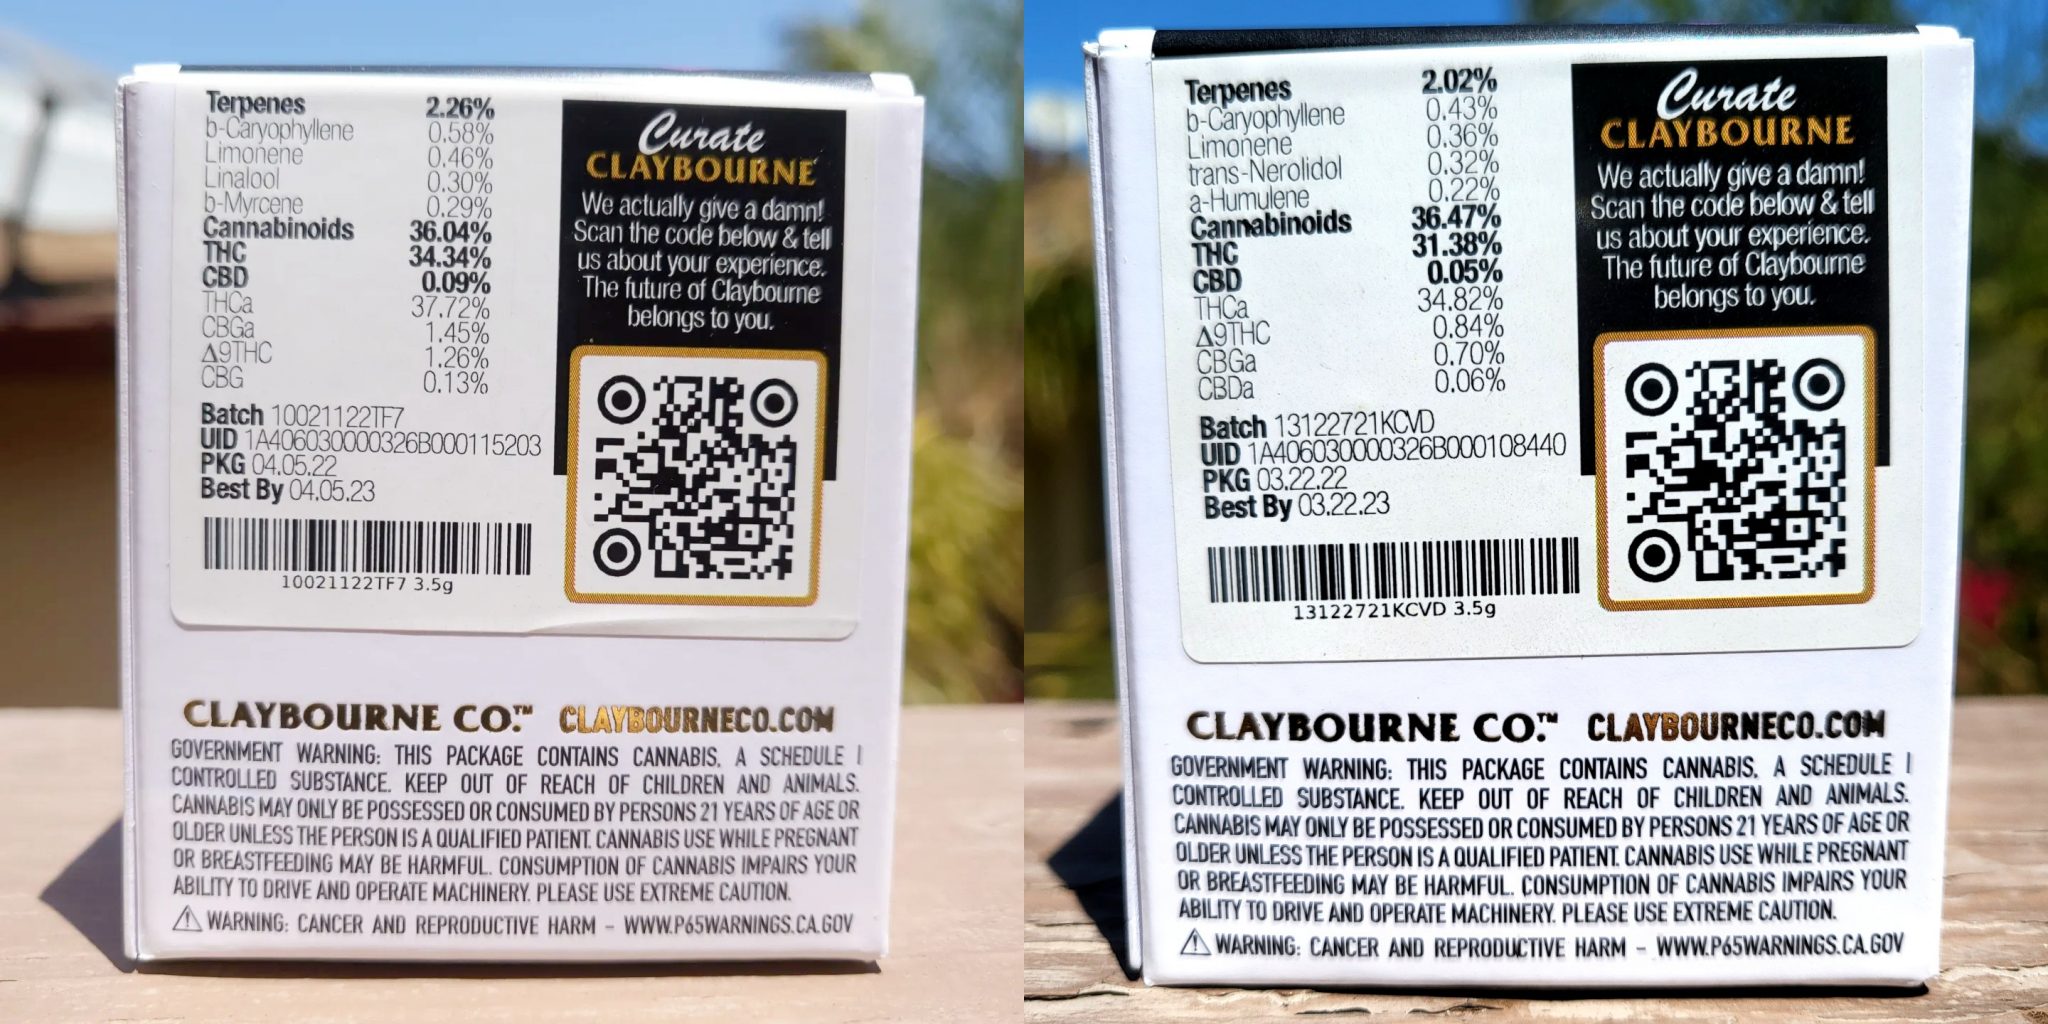 Terpenes 2.26%
b-Caryophyllene 0.58%
Limonene 0.46%
Linalool 0.30%
b-Myrcene 0.29%
Cannabinoids 36.04%
THC 34.34%
CBD 0.09%
THCa 37.72%
CBGa 1.45%
Δ9THC 1.26%
CBG 0.13%
Batch 10021122TF7
UID 1A406030000326B000115203
PKG 04.05.22
Best By 04.05.23
10021122TF7 3.5g
Curate
CLAYBOURNE
We actually give a damn!
Scan the code below & tell
us about your experience.
The future of Claybourne
belongs to you.
CLAYBOURNE CO.™ CLAYBOURNECO.COM
GOVERNMENT WARNING: THIS PACKAGE CONTAINS CANNABIS, A SCHEDULE I
CONTROLLED SUBSTANCE. KEEP OUT OF REACH OF CHILDREN AND ANIMALS.
CANNABIS MAY ONLY BE POSSESSED OR CONSUMED BY PERSONS 21 YEARS OF AGE OR
OLDER UNLESS THE PERSON IS A QUALIFIED PATIENT. CANNABIS USE WHILE PREGNANT
OR BREASTFEEDING MAY BE HARMFUL. CONSUMPTION OF CANNABIS IMPAIRS YOUR
ABILITY TO DRIVE AND OPERATE MACHINERY. PLEASE USE EXTREME CAUTION.
⚠ WARNING: CANCER AND REPRODUCTIVE HARM - WWW.P65WARNINGS.CA.GOV
Terpenes 2.02%
b-Caryophyllene 0.43%
Limonene 0.36%
trans-Nerolidol 0.32%
a-Humulene 0.22%
Cannabinoids 36.47%
THC 31.38%
CBD 0.05%
THCa 34.82%
Δ9THC 0.84%
CBGa 0.70%
CBDa 0.06%
Batch 13122721KCVD
UID 1A406030000326B000108440
PKG 03.22.22
Best By 03.22.23
13122721KCVD 3.5g
Curate
CLAYBOURNE
We actually give a damn!
Scan the code below & tell
us about your experience.
The future of Claybourne
belongs to you.
CLAYBOURNE CO.™ CLAYBOURNECO.COM
GOVERNMENT WARNING: THIS PACKAGE CONTAINS CANNABIS, A SCHEDULE I
CONTROLLED SUBSTANCE. KEEP OUT OF REACH OF CHILDREN AND ANIMALS.
CANNABIS MAY ONLY BE POSSESSED OR CONSUMED BY PERSONS 21 YEARS OF AGE OR
OLDER UNLESS THE PERSON IS A QUALIFIED PATIENT. CANNABIS USE WHILE PREGNANT
OR BREASTFEEDING MAY BE HARMFUL. CONSUMPTION OF CANNABIS IMPAIRS YOUR
ABILITY TO DRIVE AND OPERATE MACHINERY. PLEASE USE EXTREME CAUTION.
⚠ WARNING: CANCER AND REPRODUCTIVE HARM - WWW.P65WARNINGS.CA.GOV